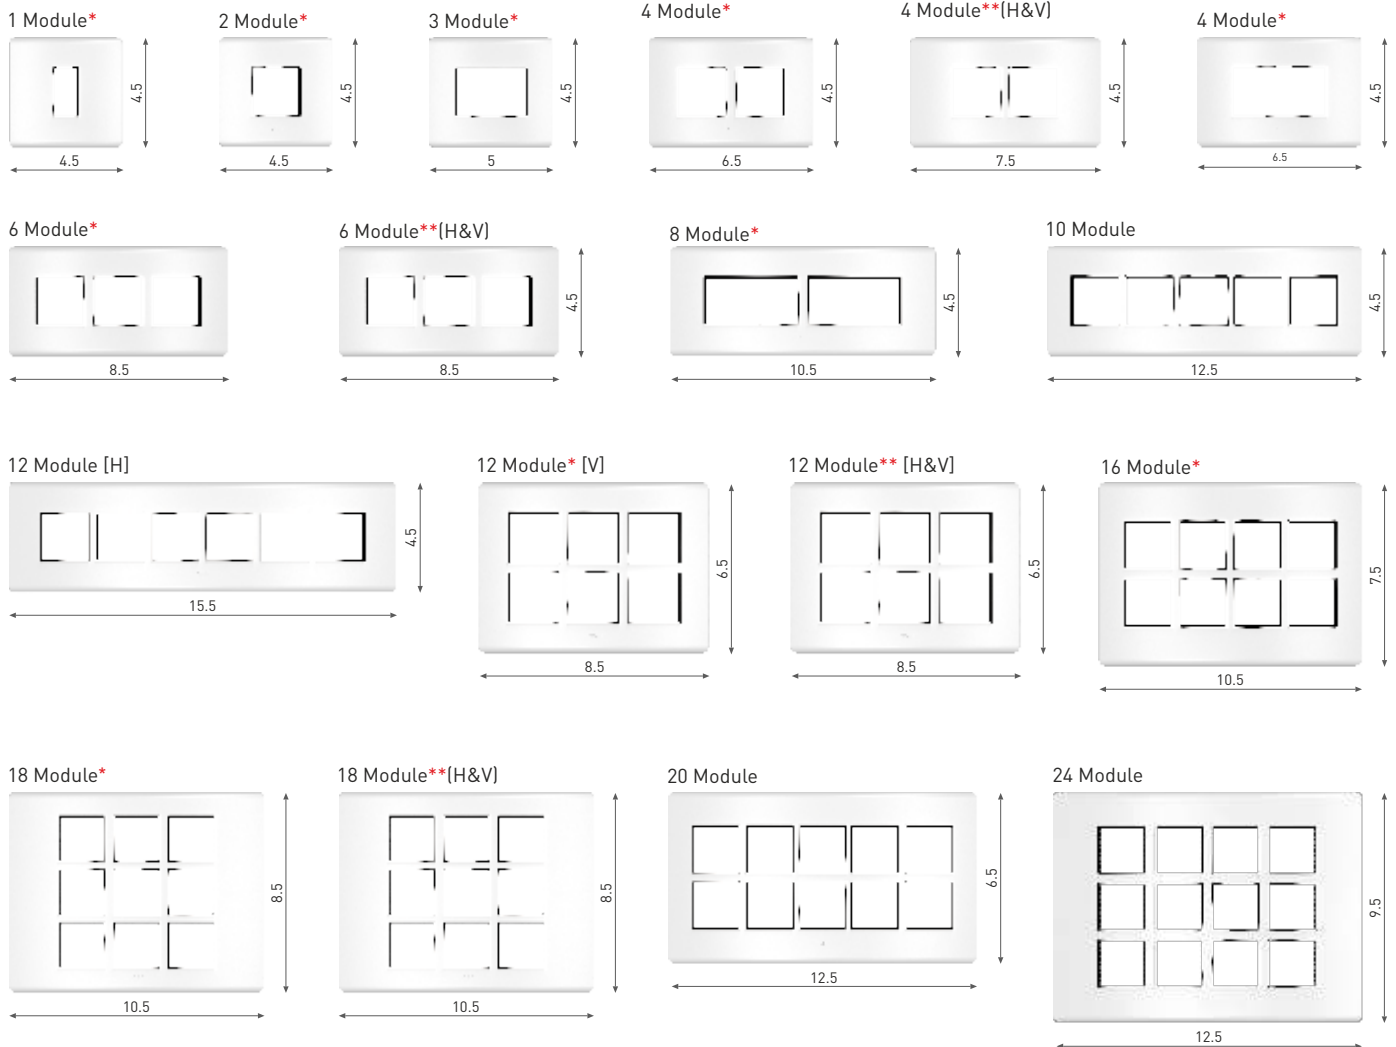 1 Module*
2 Module*
3 Module*
4 Module*
4 Module**(H&V)
4 Module*
4.5
4.5
4.5
4.5
4.5
4.5
4.5
4.5
5
6.5
7.5
6.5
6 Module*
6 Module**(H&V)
8 Module*
10 Module
4.5
4.5
4.5
8.5
8.5
10.5
12.5
12 Module [H]
12 Module* [V]
12 Module** [H&V]
16 Module*
4.5
6.5
6.5
7.5
15.5
8.5
8.5
10.5
18 Module*
18 Module**(H&V)
20 Module
24 Module
8.5
8.5
6.5
9.5
10.5
10.5
12.5
12.5